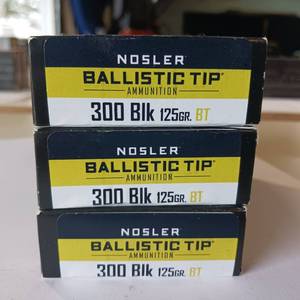 NOSLER
BALLISTIC TIP®
AMMUNITION
300 Blk 125GR. BT
NOSLER
BALLISTIC TIP®
AMMUNITION
300 Blk 125GR. BT
NOSLER
BALLISTIC TIP®
AMMUNITION
300 Blk 125GR. BT